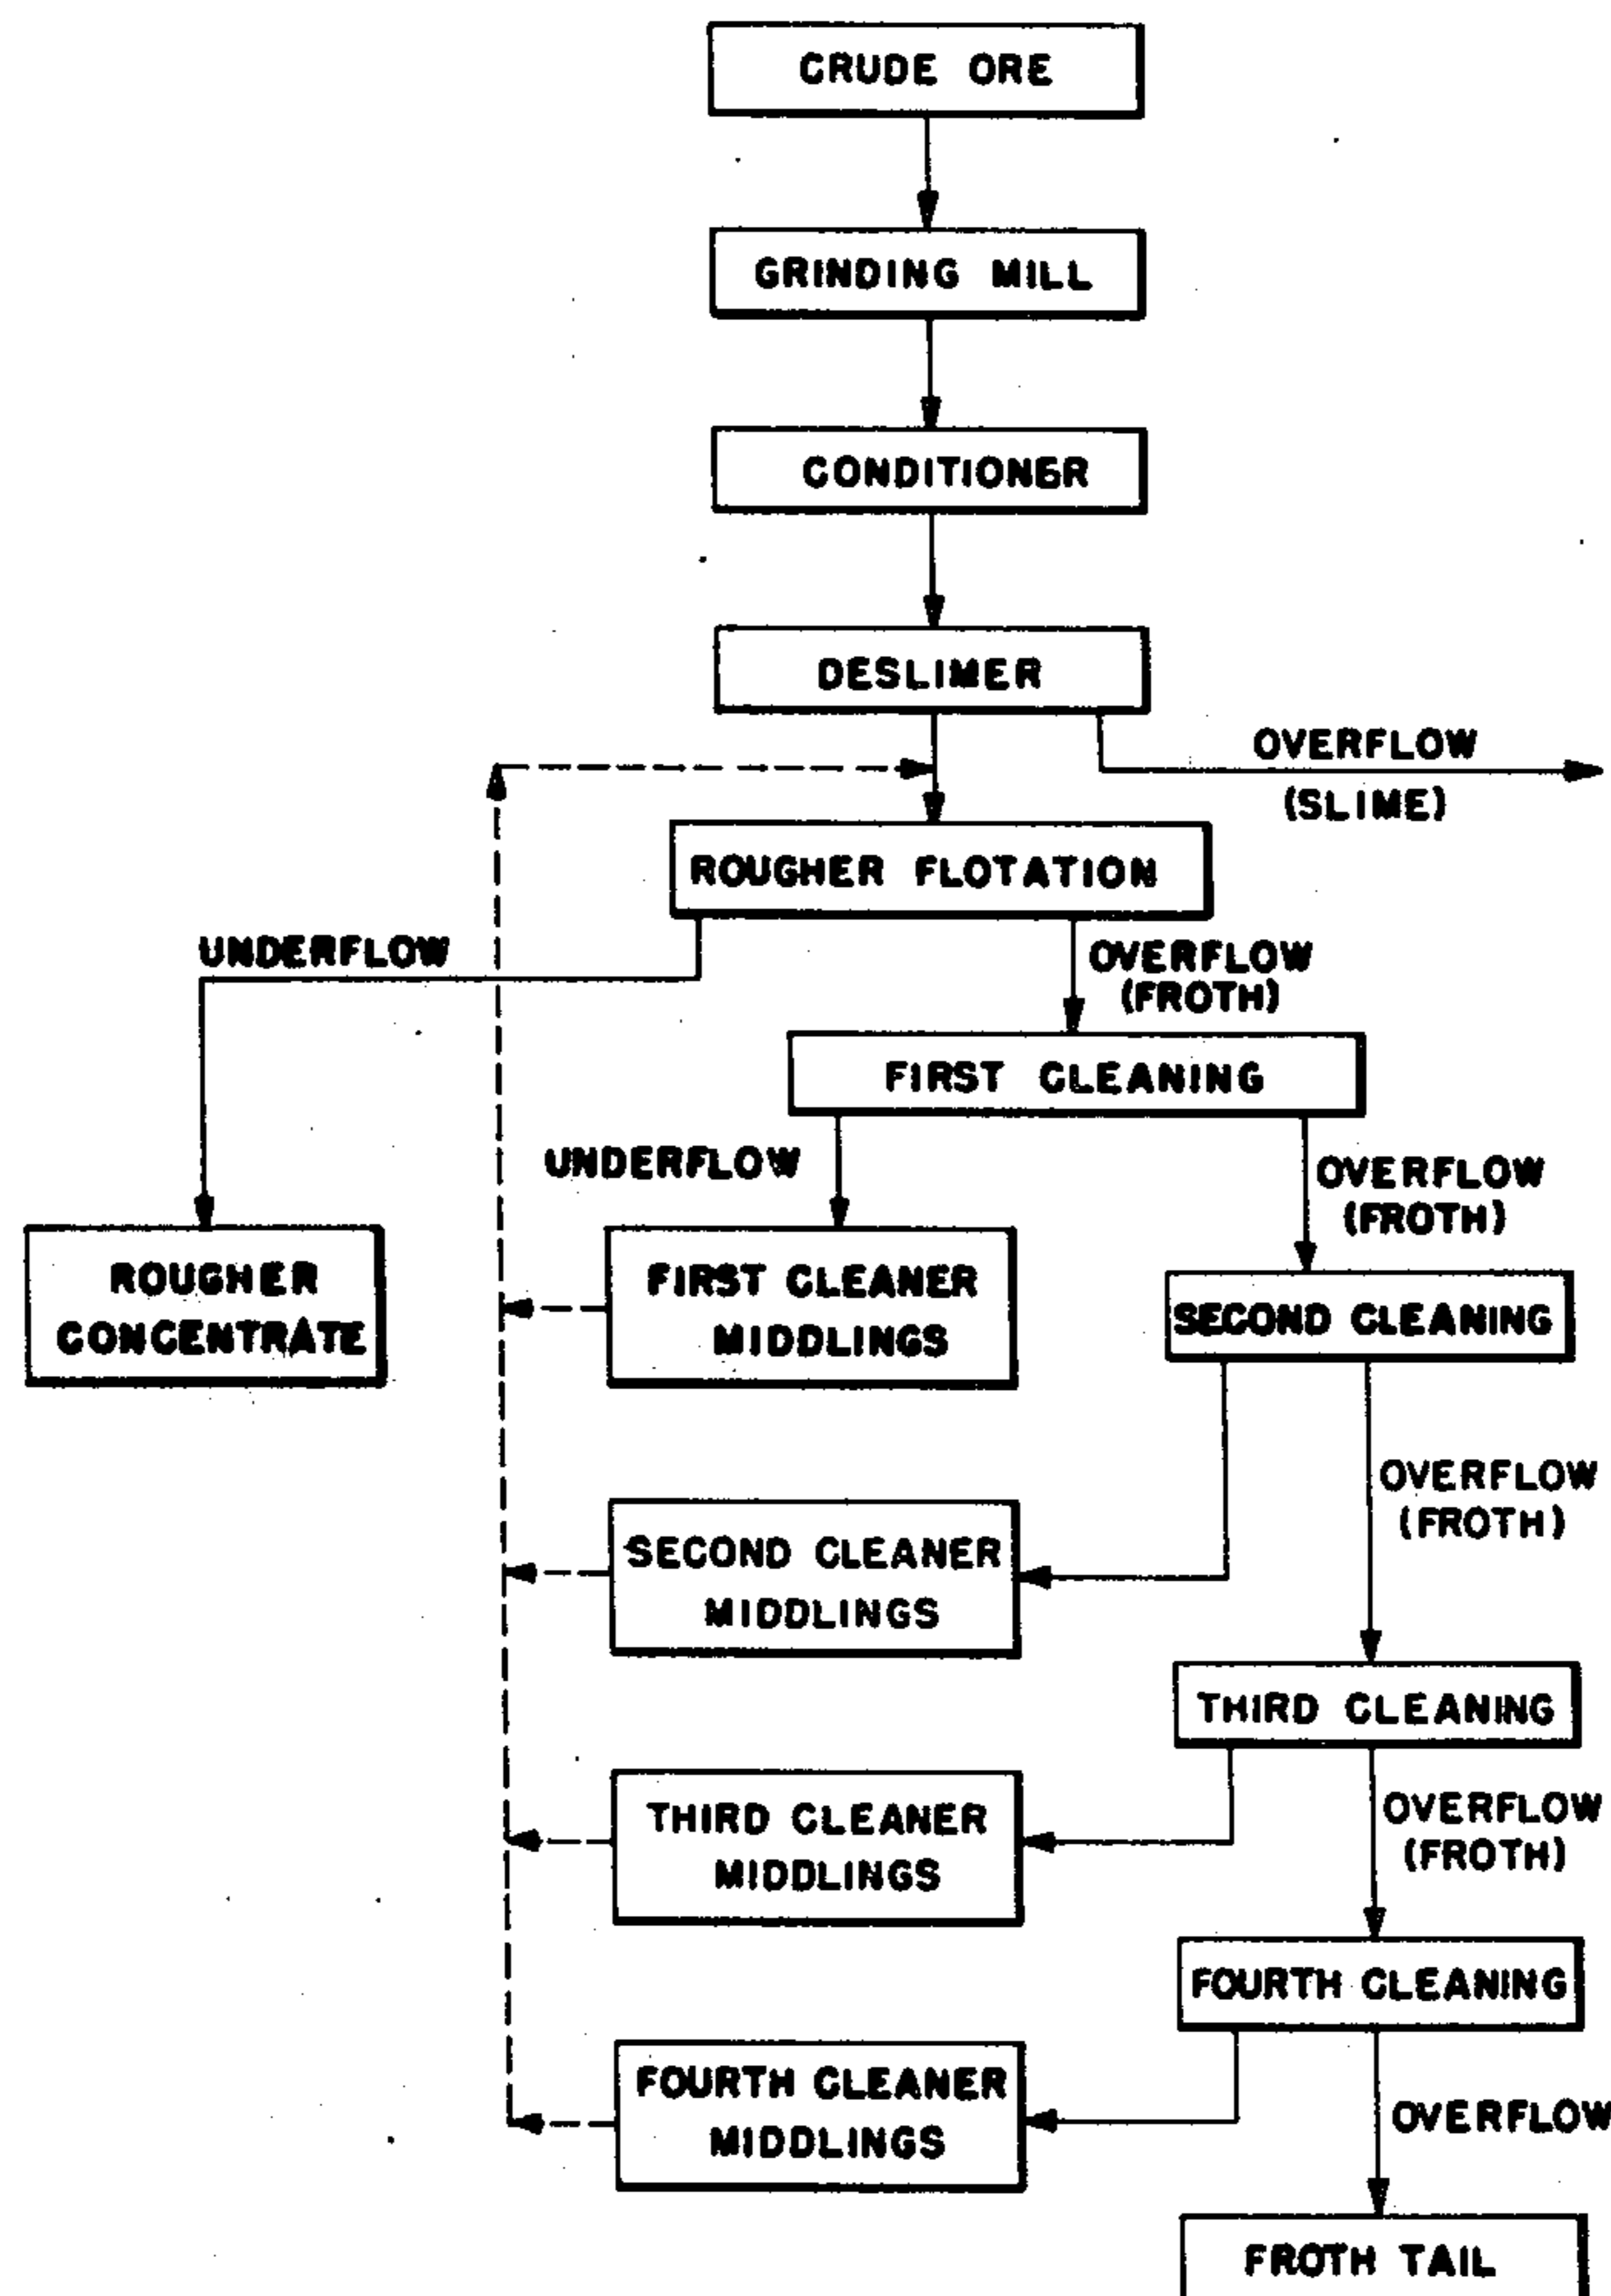 CRUDE ORE
GRINDING MILL
CONDITIONER
DESLIMER
OVERFLOW
(SLIME)
ROUGHER FLOTATION
UNDERFLOW
OVERFLOW
(FROTH)
FIRST CLEANING
UNDERFLOW
OVERFLOW
(FROTH)
ROUGHER
CONCENTRATE
FIRST CLEANER
MIDDLINGS
SECOND CLEANING
OVERFLOW
(FROTH)
SECOND CLEANER
MIDDLINGS
THIRD CLEANING
OVERFLOW
(FROTH)
THIRD CLEANER
MIDDLINGS
FOURTH CLEANING
FOURTH CLEANER
MIDDLINGS
OVERFLOW
FROTH TAIL